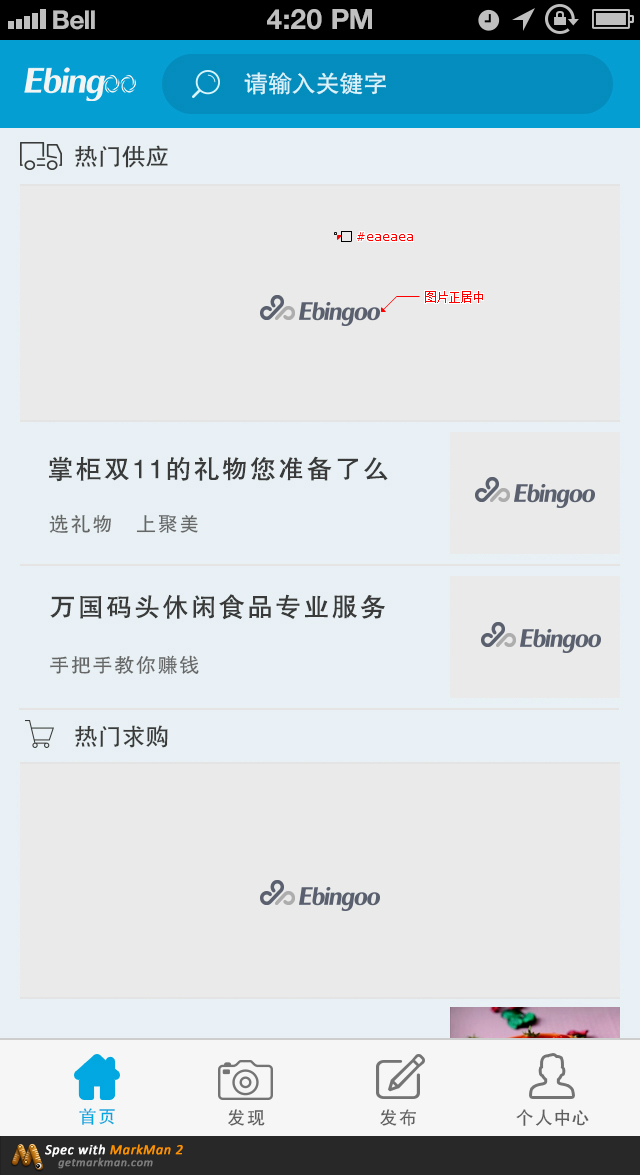 Bell 4:20 PM
Ebingoo 请输入关键字
热门供应
#eaeaea
Ebingoo 图片正居中
掌柜双11的礼物您准备了么
选礼物 上聚美
Ebingoo
万国码头休闲食品专业服务
手把手教你赚钱
Ebingoo
热门求购
Ebingoo
首页 发现 发布 个人中心
Spec with MarkMan 2
getmarkman.com